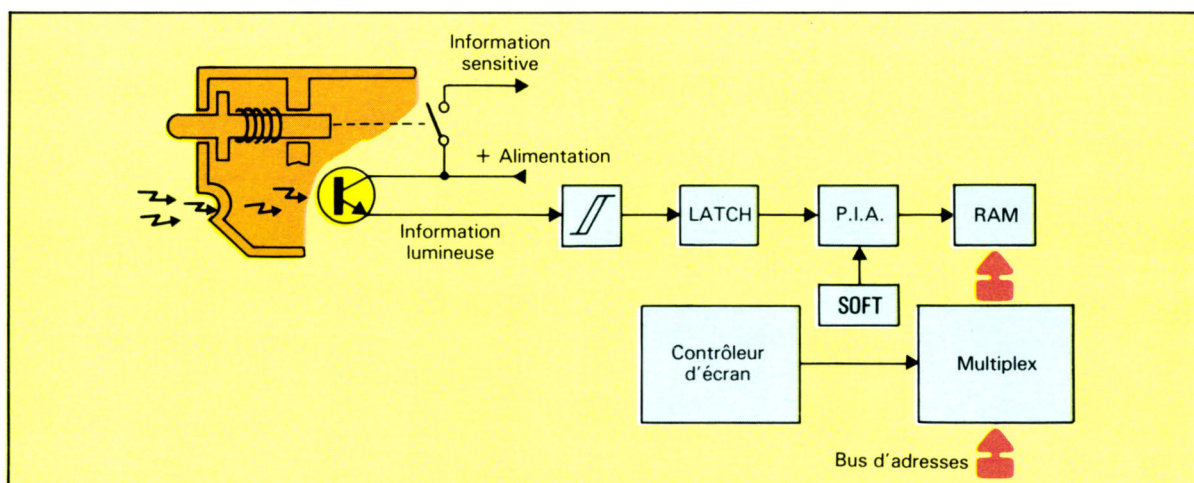 Information
sensitive
+ Alimentation
Information
lumineuse
LATCH
P.I.A.
RAM
SOFT
Contrôleur
d'écran
Multiplex
Bus d'adresses